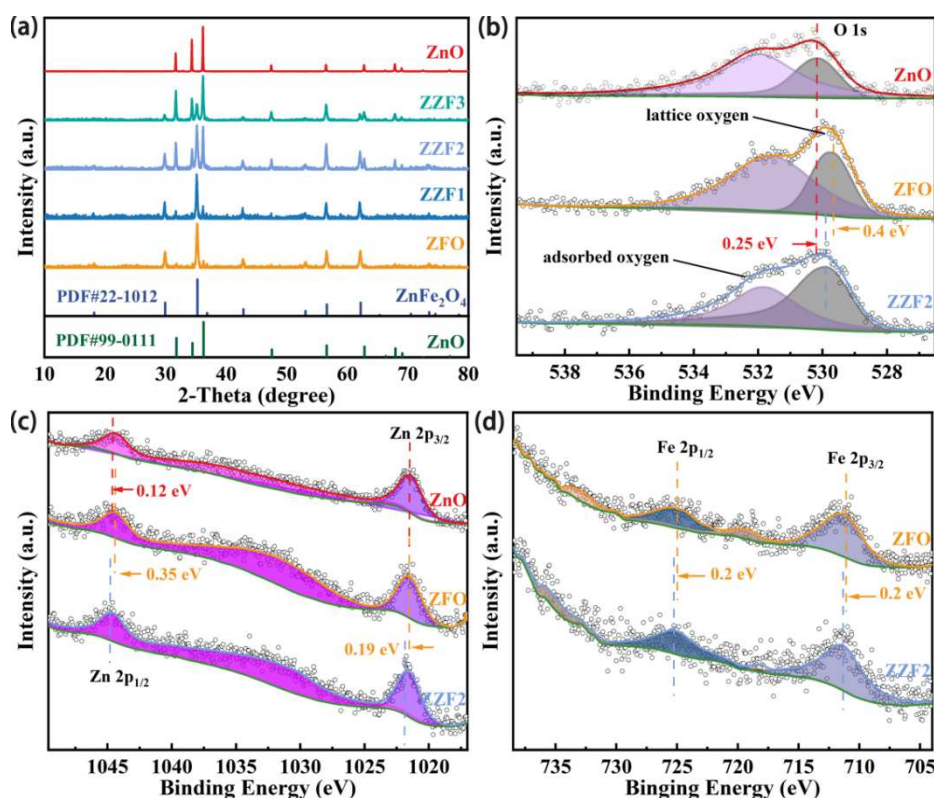 (a)
ZnO
ZZF3
ZZF2
ZZF1
ZFO
PDF#22-1012
ZnFe₂O₄
PDF#99-0111
ZnO
Intensity (a.u.)
10 20 30 40 50 60 70 80
2-Theta (degree)
(b)
O 1s
ZnO
lattice oxygen
ZFO
0.25 eV
0.4 eV
adsorbed oxygen
ZZF2
Intensity (a.u.)
538 536 534 532 530 528
Binding Energy (eV)
(c)
Zn 2p₃/₂
ZnO
0.12 eV
ZFO
0.35 eV
0.19 eV
Zn 2p₁/₂
ZZF2
Intensity (a.u.)
1045 1040 1035 1030 1025 1020
Binging Energy (eV)
(d)
Fe 2p₁/₂
Fe 2p₃/₂
ZFO
0.2 eV
0.2 eV
ZZF2
Intensity (a.u.)
735 730 725 720 715 710 705
Binding Energy (eV)